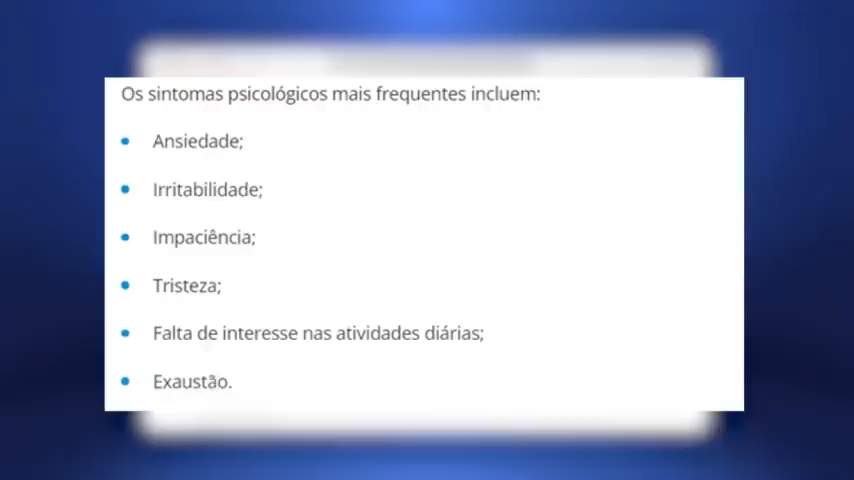 Os sintomas psicológicos mais frequentes incluem:
Ansiedade;
Irritabilidade;
Impaciência;
Tristeza;
Falta de interesse nas atividades diárias;
Exaustão.